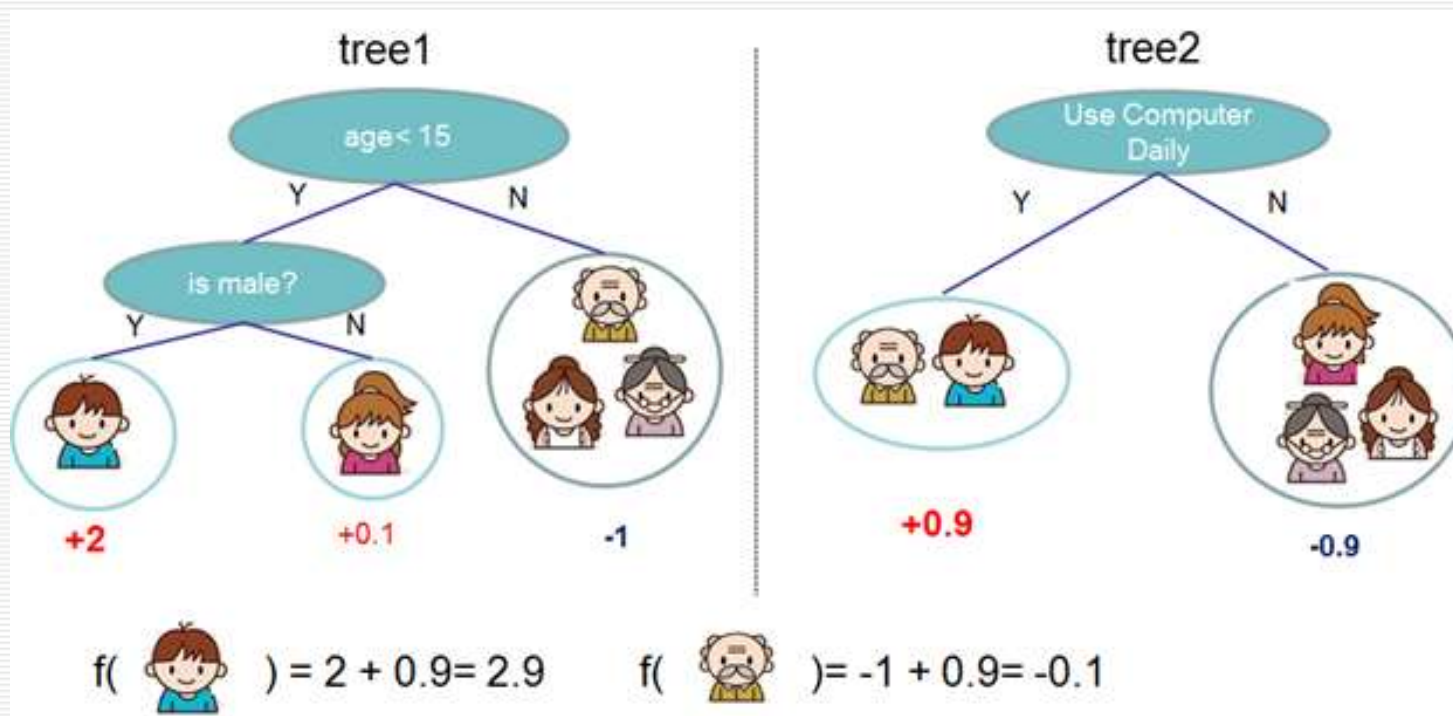 tree1
tree2
age< 15
Use Computer
Daily
Y
N
Y
N
is male?
Y
N
+2
+0.1
-1
+0.9
-0.9
f( ) = 2 + 0.9= 2.9
f( )= -1 + 0.9= -0.1